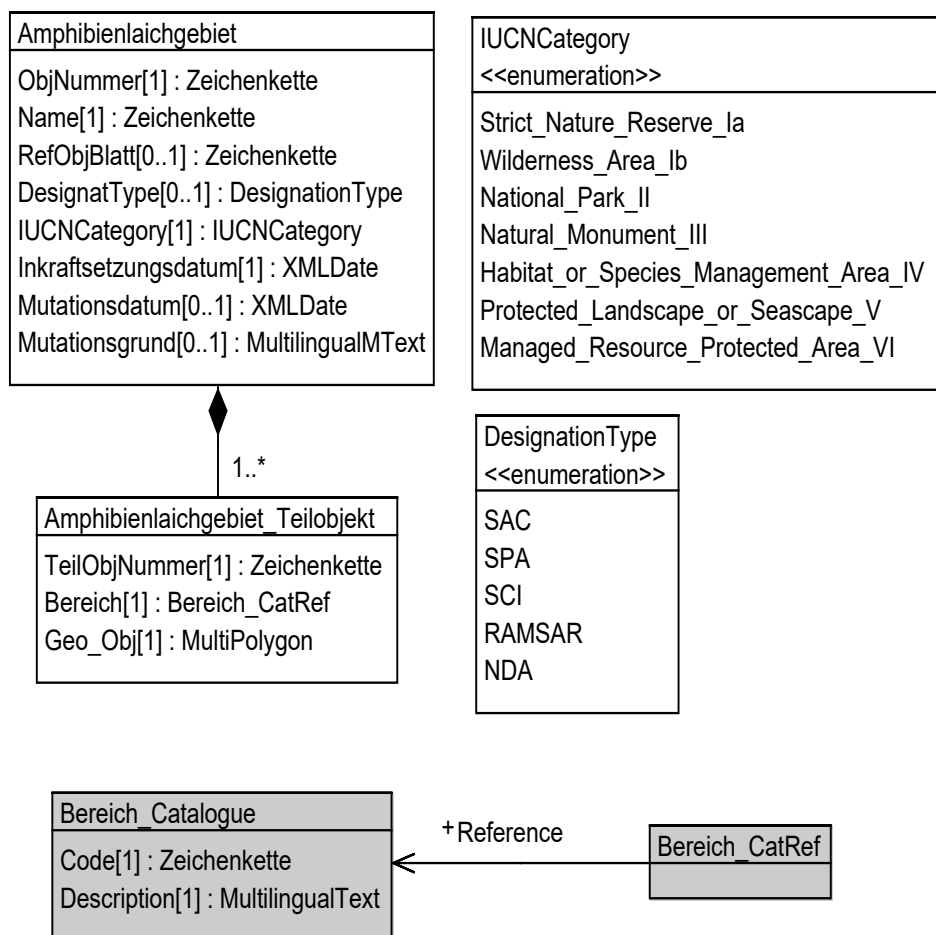 Amphibienlaichgebiet
ObjNummer[1] : Zeichenkette
Name[1] : Zeichenkette
RefObjBlatt[0..1] : Zeichenkette
DesignatType[0..1] : DesignationType
IUCNCategory[1] : IUCNCategory
Inkraftsetzungsdatum[1] : XMLDate
Mutationsdatum[0..1] : XMLDate
Mutationsgrund[0..1] : MultilingualMText
IUCNCategory
<<enumeration>>
Strict_Nature_Reserve_Ia
Wilderness_Area_Ib
National_Park_II
Natural_Monument_III
Habitat_or_Species_Management_Area_IV
Protected_Landscape_or_Seascape_V
Managed_Resource_Protected_Area_VI
1..*
Amphibienlaichgebiet_Teilobjekt
TeilObjNummer[1] : Zeichenkette
Bereich[1] : Bereich_CatRef
Geo_Obj[1] : MultiPolygon
DesignationType
<<enumeration>>
SAC
SPA
SCI
RAMSAR
NDA
Bereich_Catalogue
Code[1] : Zeichenkette
Description[1] : MultilingualText
+Reference
Bereich_CatRef